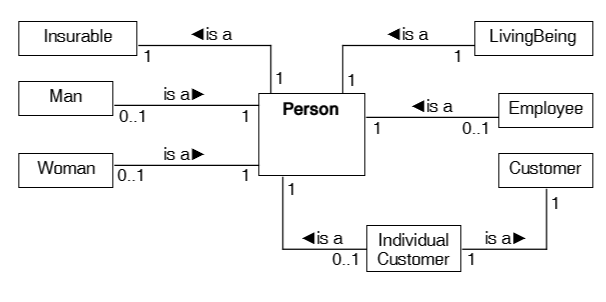 Insurable
◀is a
◀is a
LivingBeing
1
1
1
1
Man
is a▶
Person
◀is a
Employee
0..1
1
1
0..1
Woman
is a▶
Customer
0..1
1
1
1
◀is a
Individual
Customer
is a▶
0..1
1